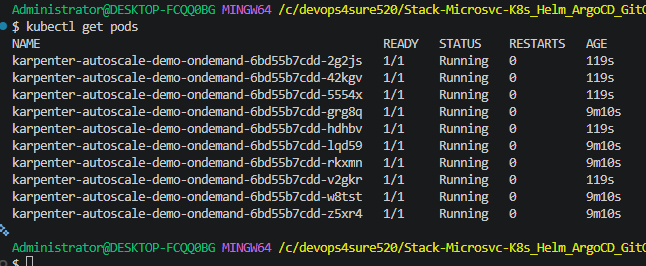 Administrator@DESKTOP-FCQQ0BG MINGW64 /c/devops4sure520/Stack-Microsvc-K8s_Helm_ArgoCD_GitO
$ kubectl get pods
NAME READY STATUS RESTARTS AGE
karpenter-autoscale-demo-ondemand-6bd55b7cdd-2g2js 1/1 Running 0 119s
karpenter-autoscale-demo-ondemand-6bd55b7cdd-42kgv 1/1 Running 0 119s
karpenter-autoscale-demo-ondemand-6bd55b7cdd-5554x 1/1 Running 0 119s
karpenter-autoscale-demo-ondemand-6bd55b7cdd-grg8q 1/1 Running 0 9m10s
karpenter-autoscale-demo-ondemand-6bd55b7cdd-hdhbv 1/1 Running 0 119s
karpenter-autoscale-demo-ondemand-6bd55b7cdd-lqd59 1/1 Running 0 9m10s
karpenter-autoscale-demo-ondemand-6bd55b7cdd-rkxmn 1/1 Running 0 9m10s
karpenter-autoscale-demo-ondemand-6bd55b7cdd-v2gkr 1/1 Running 0 119s
karpenter-autoscale-demo-ondemand-6bd55b7cdd-w8tst 1/1 Running 0 9m10s
karpenter-autoscale-demo-ondemand-6bd55b7cdd-z5xr4 1/1 Running 0 9m10s
Administrator@DESKTOP-FCQQ0BG MINGW64 /c/devops4sure520/Stack-Microsvc-K8s_Helm_ArgoCD_GitO
$